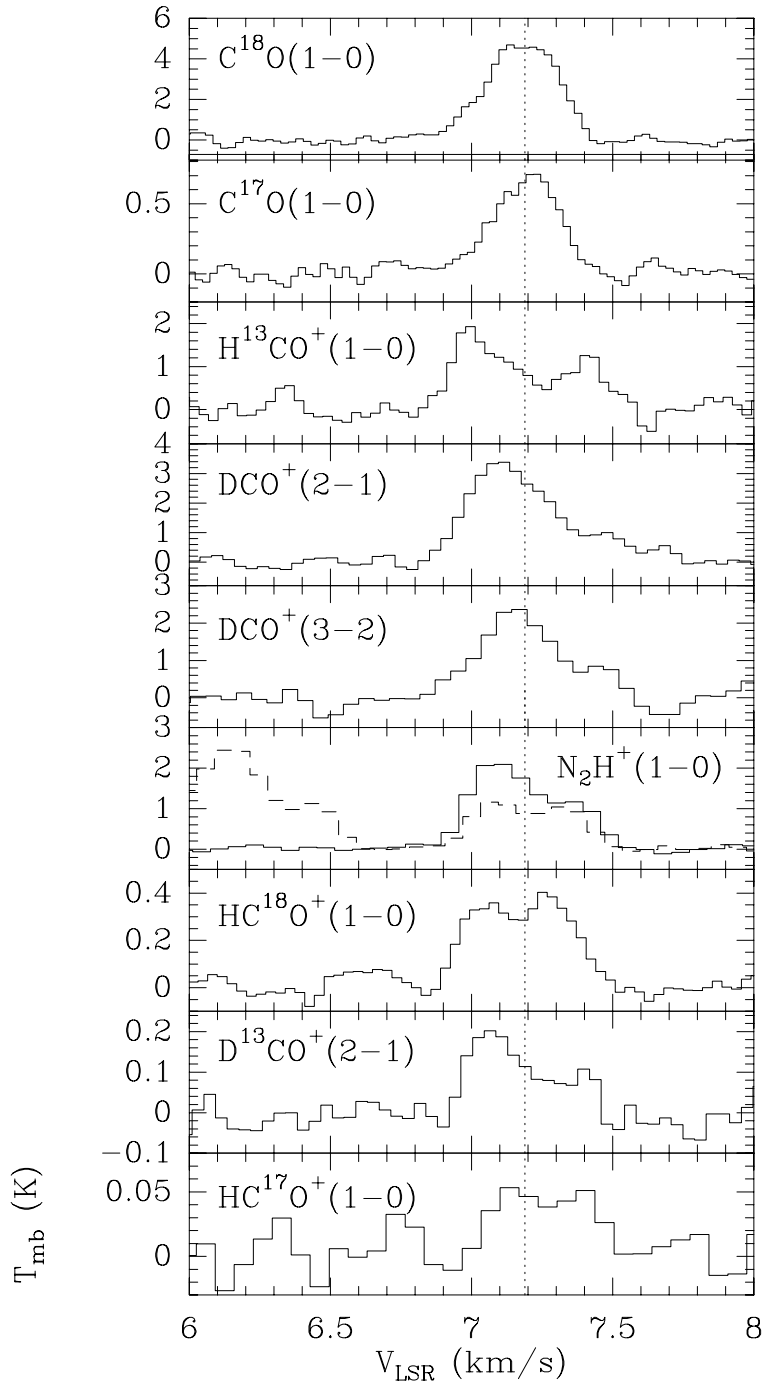 6
4
2
0
C¹⁸O(1−0)
0.5
0
C¹⁷O(1−0)
2
1
0
H¹³CO⁺(1−0)
4
3
2
1
0
DCO⁺(2−1)
3
2
1
0
DCO⁺(3−2)
3
2
1
0
N₂H⁺(1−0)
0.4
0.2
0
HC¹⁸O⁺(1−0)
0.2
0.1
0
−0.1
D¹³CO⁺(2−1)
0.05
0
HC¹⁷O⁺(1−0)
T_mb (K)
6 6.5 7 7.5 8
V_LSR (km/s)